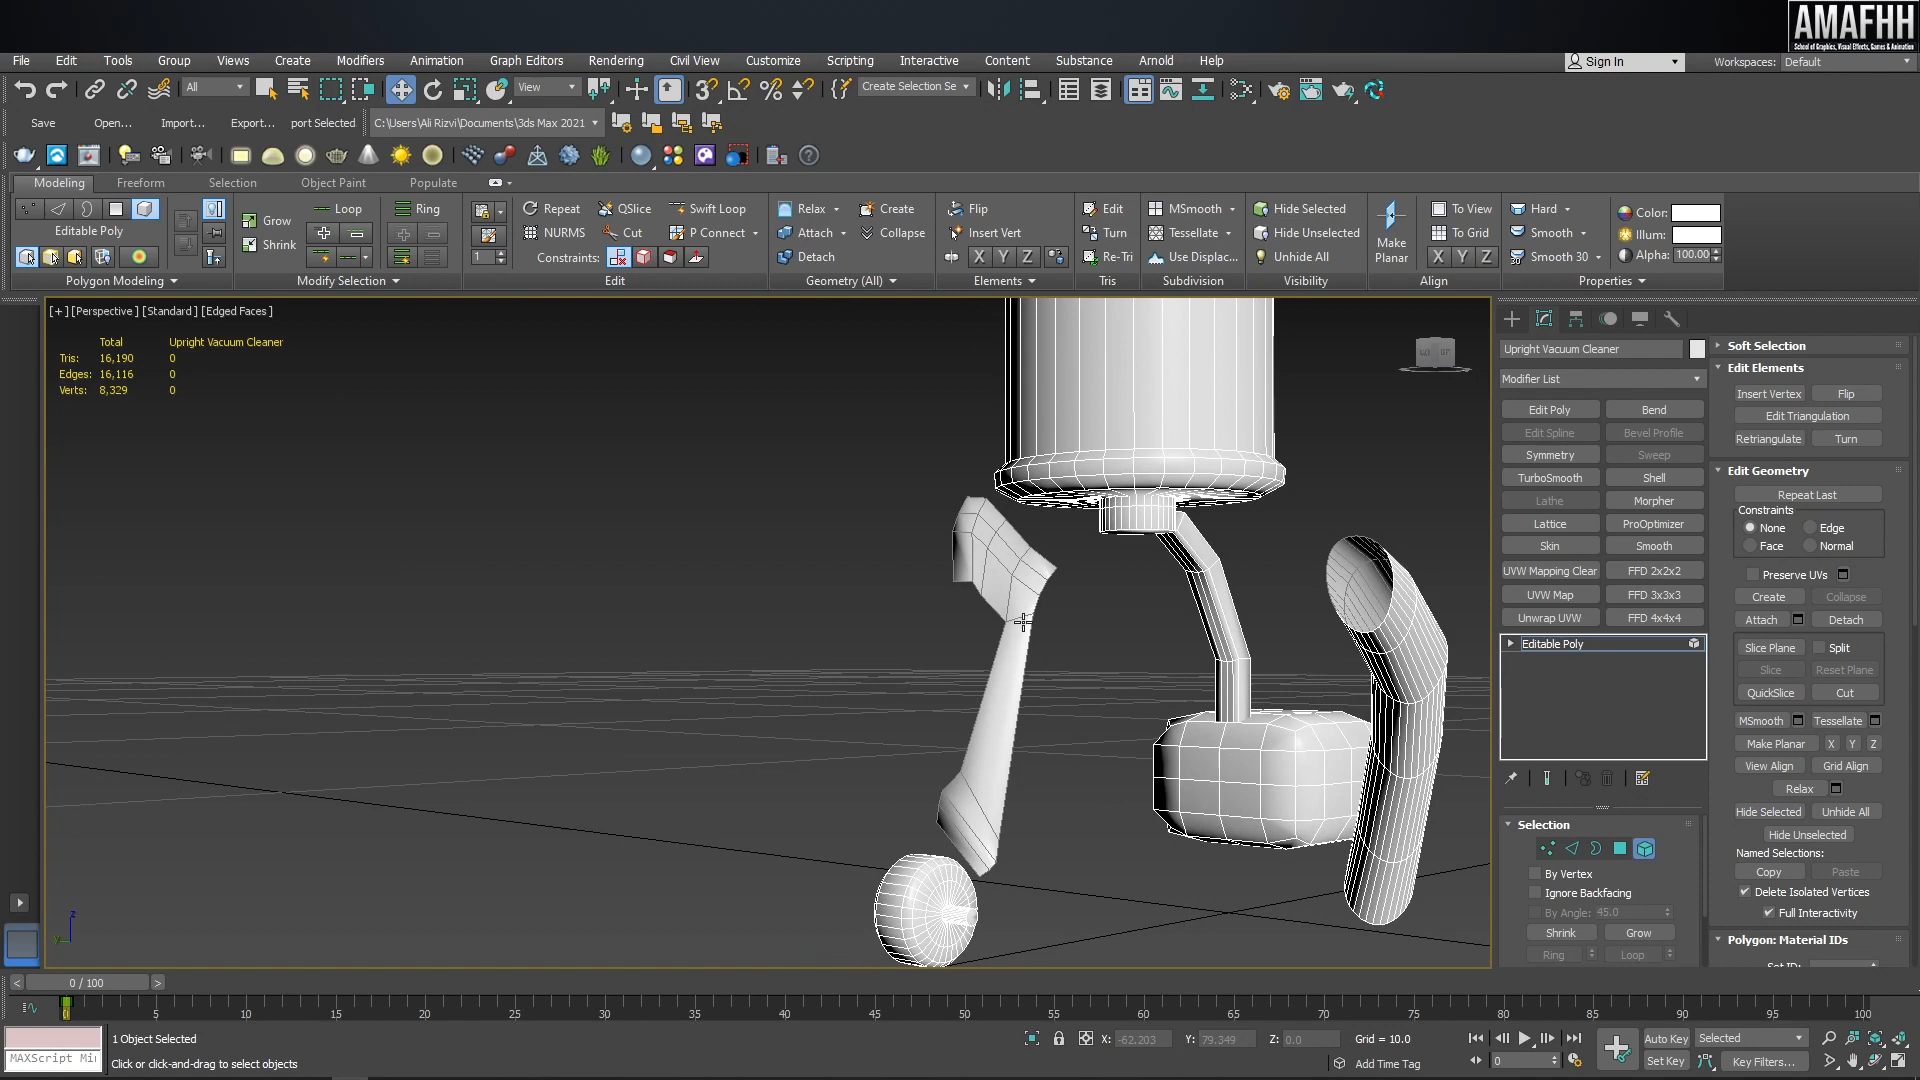 AMAFHH
School of Graphics, Visual Effects, Games & Animation
File Edit Tools Group Views Create Modifiers Animation Graph Editors Rendering Civil View Customize Scripting Interactive Content Substance Arnold Help
Sign In Workspaces: Default
All View Create Selection Se
Save Open... Import... Export... port Selected C:\Users\Ali Rizvi\Documents\3ds Max 2021
Modeling Freeform Selection Object Paint Populate
Loop Ring Repeat QSlice Swift Loop Relax Create Flip Edit MSmooth To View Hide Selected Hard Color:
Grow
Editable Poly
Shrink
NURMS Cut P Connect Attach Collapse Insert Vert Turn Tessellate Hide Unselected Make Planar To Grid Smooth Illum:
1 Constraints: Detach X Y Z Re-Tri Use Displac... Unhide All X Y Z Smooth 30 Alpha: 100.00
Polygon Modeling Modify Selection Edit Geometry (All) Elements Tris Subdivision Visibility Align Properties
[+] [Perspective ] [Standard ] [Edged Faces ]
Total Upright Vacuum Cleaner
Tris: 16,190 0
Edges: 16,116 0
Verts: 8,329 0
Upright Vacuum Cleaner
Modifier List
Edit Poly Bend
Edit Spline Bevel Profile
Symmetry Sweep
TurboSmooth Shell
Lathe Morpher
Lattice ProOptimizer
Skin Smooth
UVW Mapping Clear FFD 2x2x2
UVW Map FFD 3x3x3
Unwrap UVW FFD 4x4x4
Editable Poly
Selection
By Vertex
Ignore Backfacing
By Angle: 45.0
Shrink Grow
Ring Loop
Soft Selection
Edit Elements
Insert Vertex Flip
Edit Triangulation
Retriangulate Turn
Edit Geometry
Repeat Last
Constraints
None Edge
Face Normal
Preserve UVs
Create Collapse
Attach Detach
Slice Plane Split
Slice Reset Plane
QuickSlice Cut
MSmooth Tessellate
Make Planar X Y Z
View Align Grid Align
Relax
Hide Selected Unhide All
Hide Unselected
Named Selections:
Copy Paste
Delete Isolated Vertices
Full Interactivity
Polygon: Material IDs
z
< 0 / 100 >
0 5 10 15 20 25 30 35 40 45 50 55 60 65 70 75 80 85 90 95 100
1 Object Selected X: -62.203 Y: 79.349 Z: 0.0 Grid = 10.0 Auto Key Selected
MAXScript Mi Click or click-and-drag to select objects Add Time Tag 0 Set Key Key Filters...